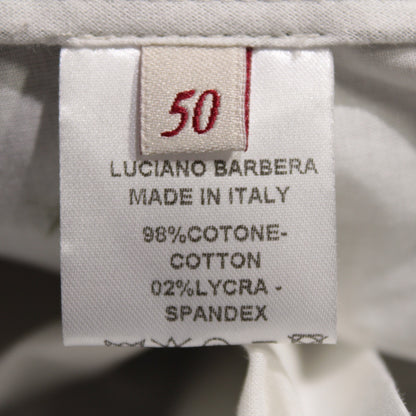 50
LUCIANO BARBERA
MADE IN ITALY
98%COTONE-
COTTON
02%LYCRA -
SPANDEX